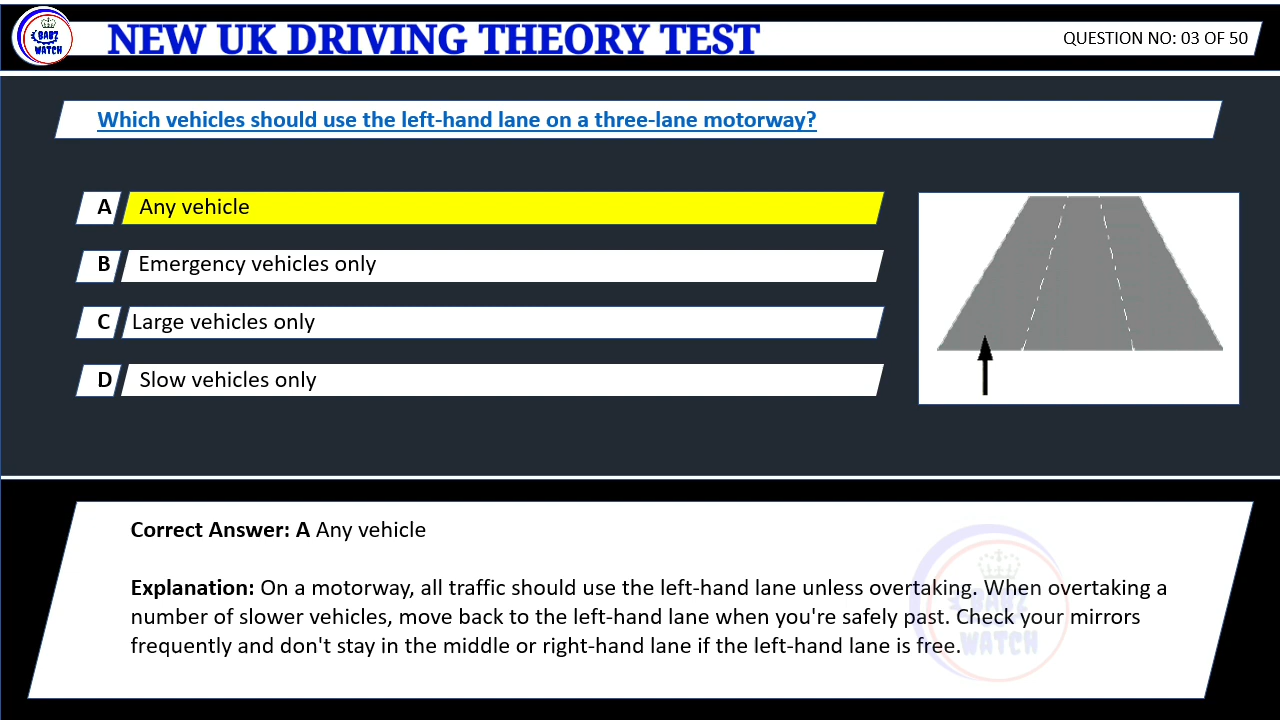 BABZ
WATCH
NEW UK DRIVING THEORY TEST
QUESTION NO: 03 OF 50
Which vehicles should use the left-hand lane on a three-lane motorway?
A Any vehicle
B Emergency vehicles only
C Large vehicles only
D Slow vehicles only
Correct Answer: A Any vehicle
Explanation: On a motorway, all traffic should use the left-hand lane unless overtaking. When overtaking a
number of slower vehicles, move back to the left-hand lane when you're safely past. Check your mirrors
frequently and don't stay in the middle or right-hand lane if the left-hand lane is free.
BABZ
WATCH